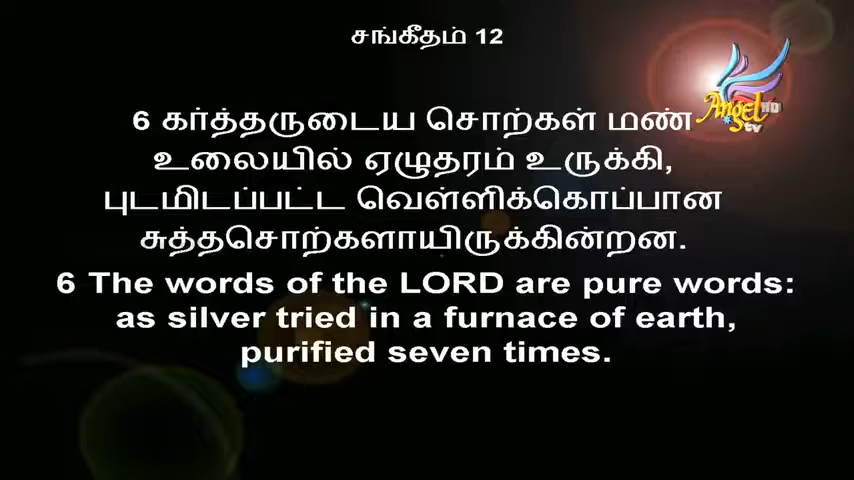 சங்கீதம் 12
6 கர்த்தருடைய சொற்கள் மண்
உலையில் ஏழுதரம் உருக்கி,
புடமிடப்பட்ட வெள்ளிக்கொப்பான
சுத்தசொற்களாயிருக்கின்றன.
6 The words of the LORD are pure words:
as silver tried in a furnace of earth,
purified seven times.
Angel HD
tv